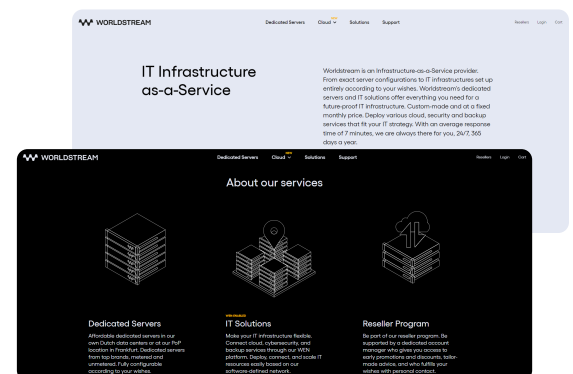 WORLDSTREAM
Dedicated Servers
NEW
Cloud
Solutions
Support
Resellers
Login
Cart
IT Infrastructure
as-a-Service
Worldstream is an Infrastructure-as-a-Service provider.
From exact server configurations to IT infrastructures set up
entirely according to your wishes. Worldstream's dedicated
servers and IT solutions offer everything you need for a
future-proof IT infrastructure. Custom-made and at a fixed
monthly price. Deploy various cloud, security and backup
services that fit your IT strategy. With an average response
time of 7 minutes, we are always there for you, 24/7, 365
days a year.
WORLDSTREAM
Dedicated Servers
NEW
Cloud
Solutions
Support
Resellers
Login
Cart
About our services
Dedicated Servers
Affordable dedicated servers in our
own Dutch data centers or at our PoP
location in Frankfurt. Dedicated servers
from top brands, metered and
unmetered. Fully configurable
according to your wishes.
WEN-ENABLED
IT Solutions
Make your IT infrastructure flexible.
Connect cloud, cybersecurity, and
backup services through our WEN
platform. Deploy, connect, and scale IT
resources easily based on our
software-defined network.
Reseller Program
Be part of our reseller program. Be
supported by a dedicated account
manager who gives you access to
early promotions and discounts, tailor-
made advice, and who fulfills your
wishes with personal contact.